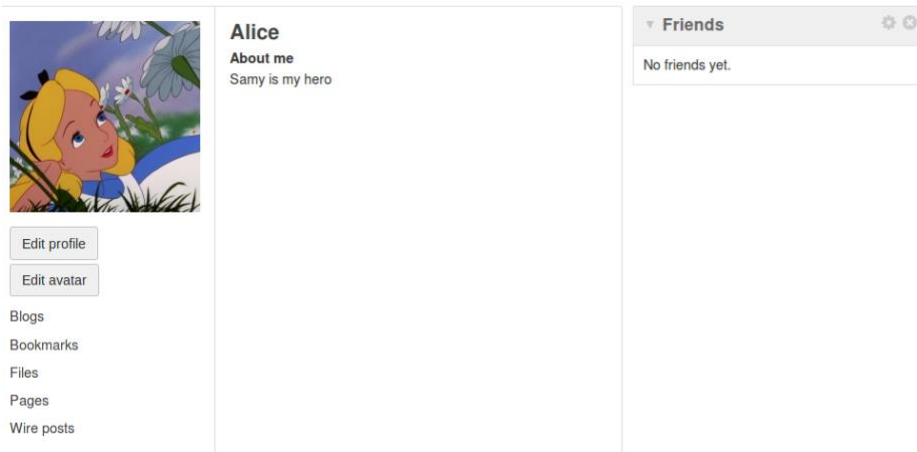 Alice
About me
Samy is my hero
Edit profile
Edit avatar
Blogs
Bookmarks
Files
Pages
Wire posts
Friends
No friends yet.